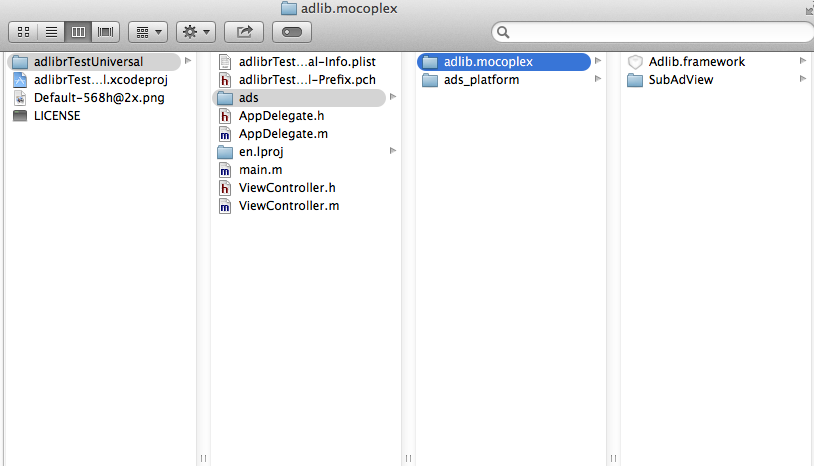 adlib.mocoplex
adlibrTestUniversal
adlibrTest...l.xcodeproj
Default-568h@2x.png
LICENSE
adlibrTest...al-Info.plist
adlibrTest...l-Prefix.pch
ads
AppDelegate.h
AppDelegate.m
en.lproj
main.m
ViewController.h
ViewController.m
adlib.mocoplex
ads_platform
Adlib.framework
SubAdView